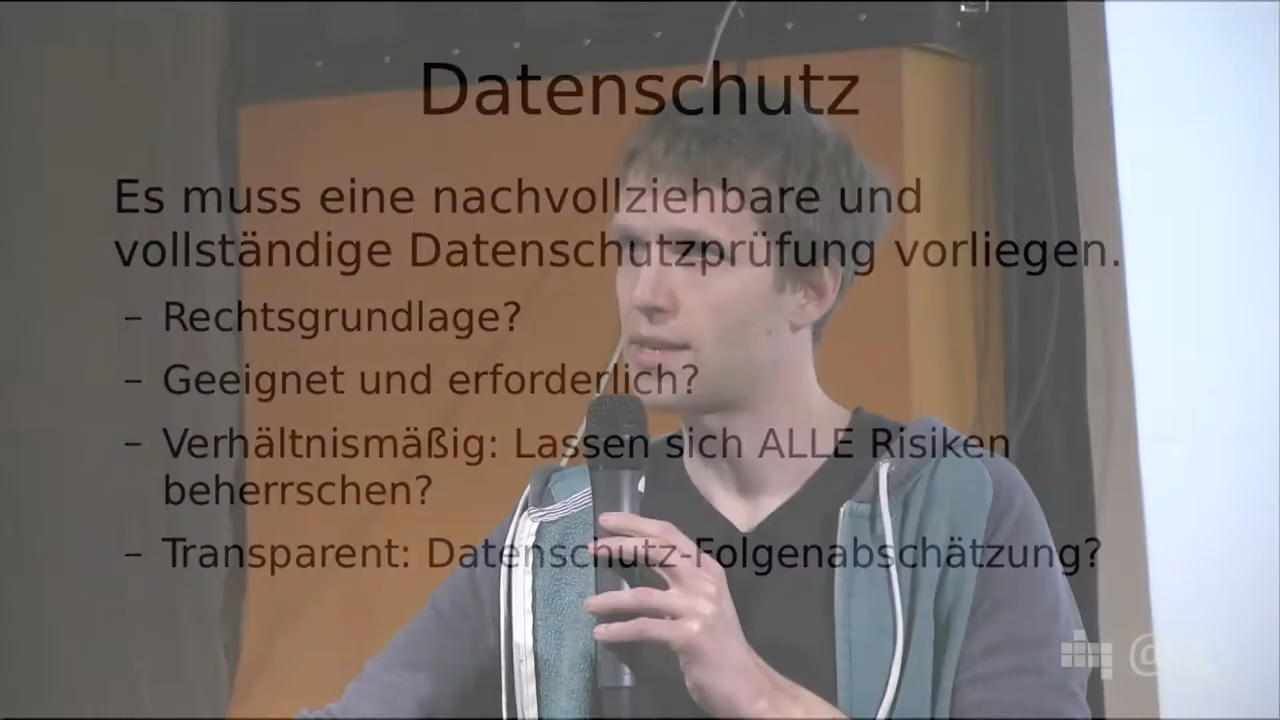 Datenschutz
Es muss eine nachvollziehbare und
vollständige Datenschutzprüfung vorliegen.
– Rechtsgrundlage?
– Geeignet und erforderlich?
– Verhältnismäßig: Lassen sich ALLE Risiken
beherrschen?
– Transparent: Datenschutz-Folgenabschätzung?